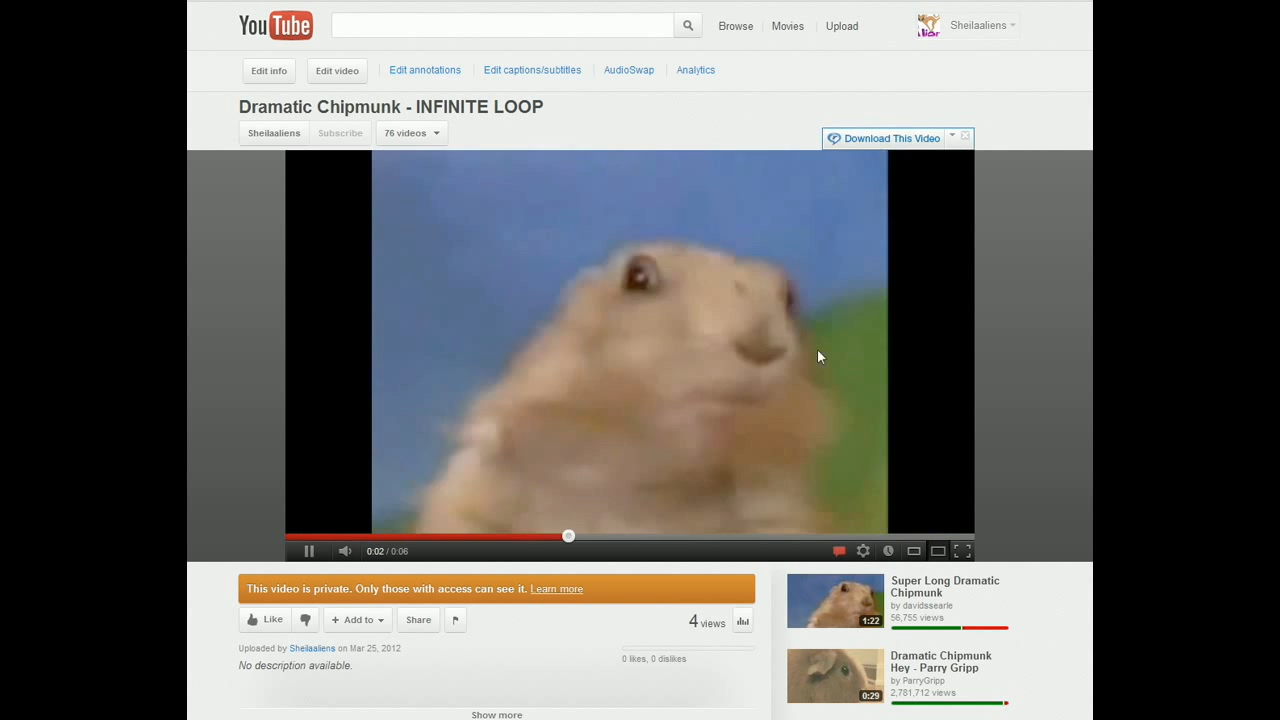 YouTube
Browse
Movies
Upload
Sheilaaliens
Edit info
Edit video
Edit annotations
Edit captions/subtitles
AudioSwap
Analytics
Dramatic Chipmunk - INFINITE LOOP
Sheilaaliens
Subscribe
76 videos
Download This Video
0:02 / 0:06
This video is private. Only those with access can see it. Learn more
Like
+ Add to
Share
4 views
Uploaded by Sheilaaliens on Mar 25, 2012
0 likes, 0 dislikes
No description available.
Show more
1:22
Super Long Dramatic
Chipmunk
by davidssearle
56,755 views
0:29
Dramatic Chipmunk
Hey - Parry Gripp
by ParryGripp
2,781,712 views